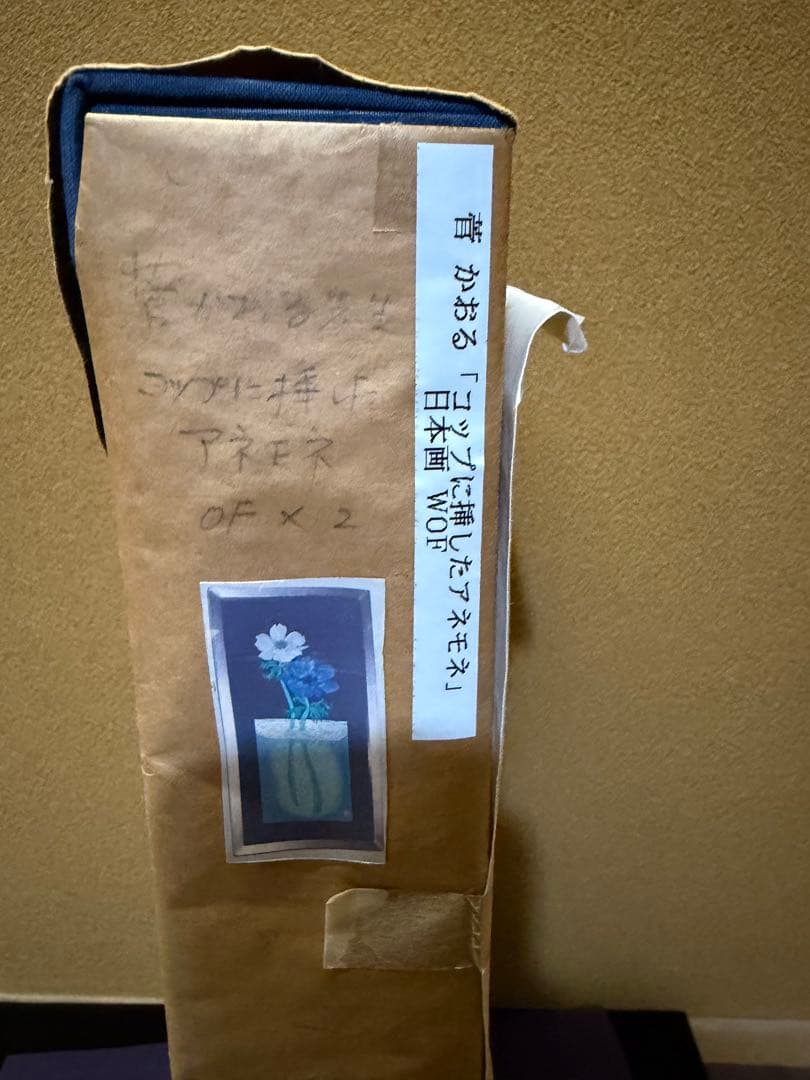 菅 かおる「コップに挿したアネモネ」
日本画 WOF
菅かおる先生
コップに挿した
アネモネ
OF × 2